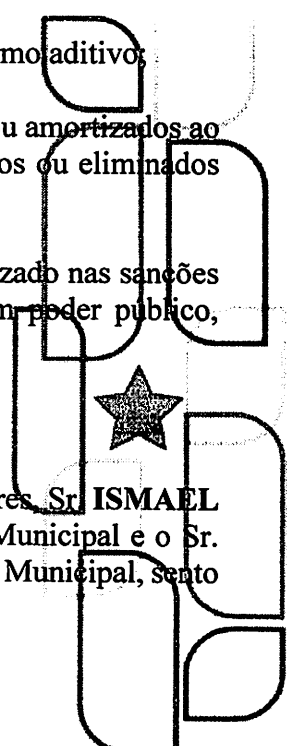 mo aditivo;
u amortizados ao
os ou eliminados
zado nas sanções
m poder público,
res, Sr. ISMAEL
Municipal e o Sr.
Municipal, sento